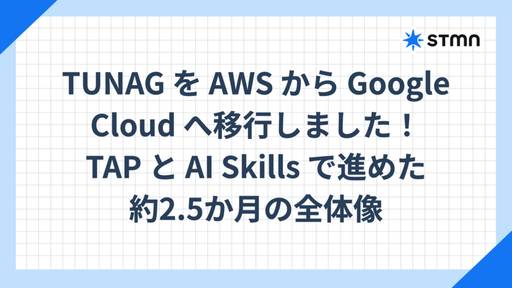 STMN
TUNAG を AWS から Google
Cloud へ移行しました！
TAP と AI Skills で進めた
約2.5か月の全体像